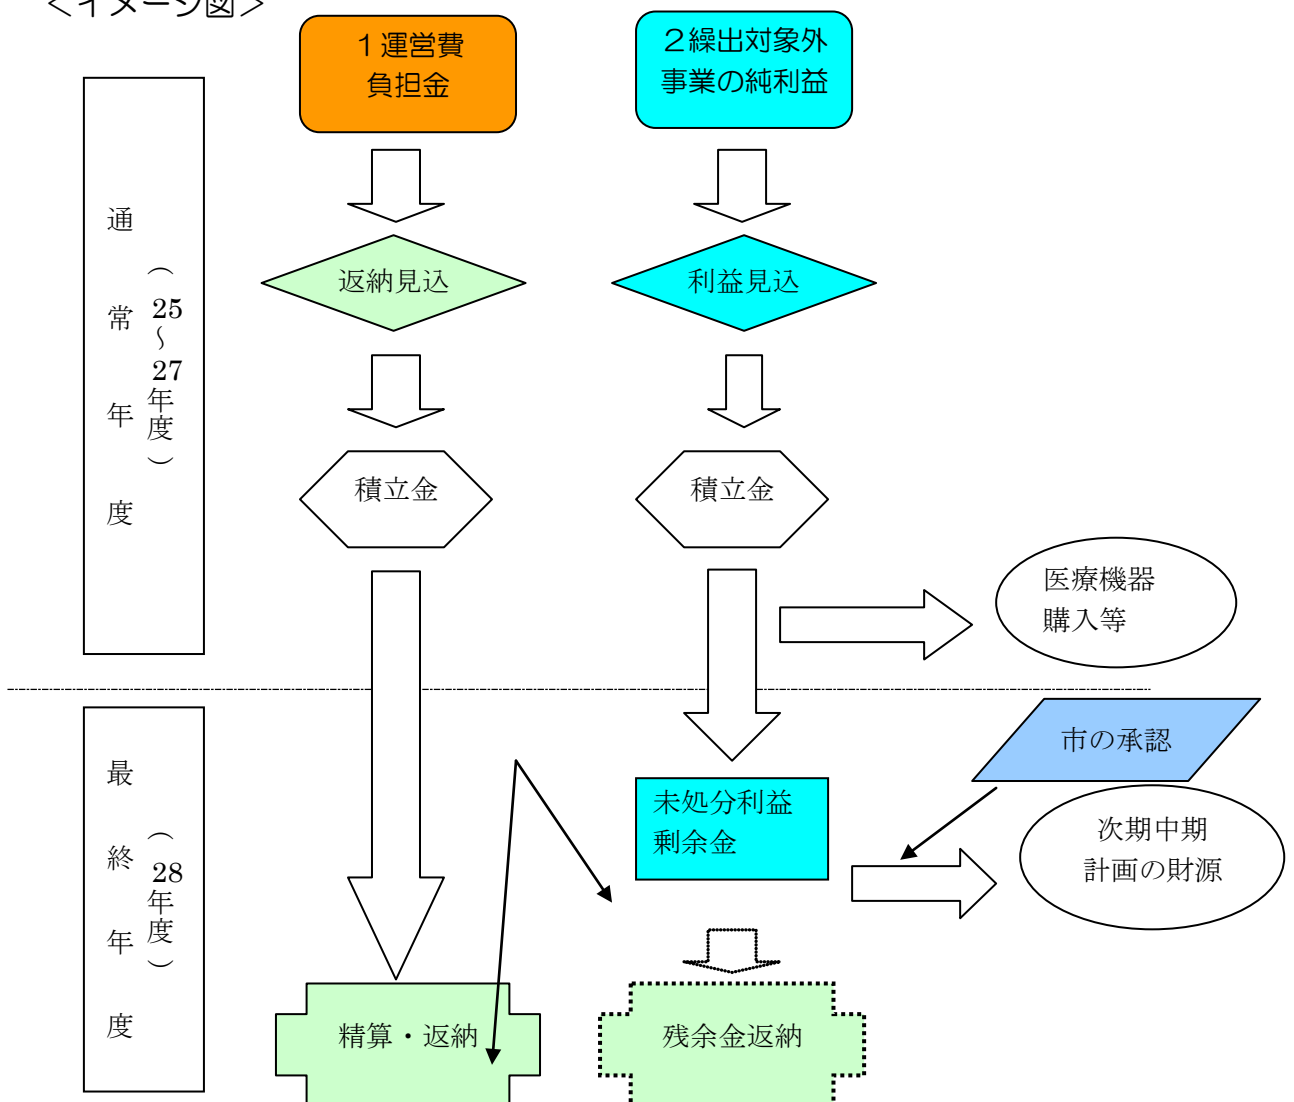 ＜イメージ図＞
１運営費
負担金
２繰出対象外
事業の純利益
通常年度
（25～27年度）
返納見込
利益見込
積立金
積立金
医療機器
購入等
最終年度
（28年度）
市の承認
未処分利益
剰余金
次期中期
計画の財源
精算・返納
残余金返納